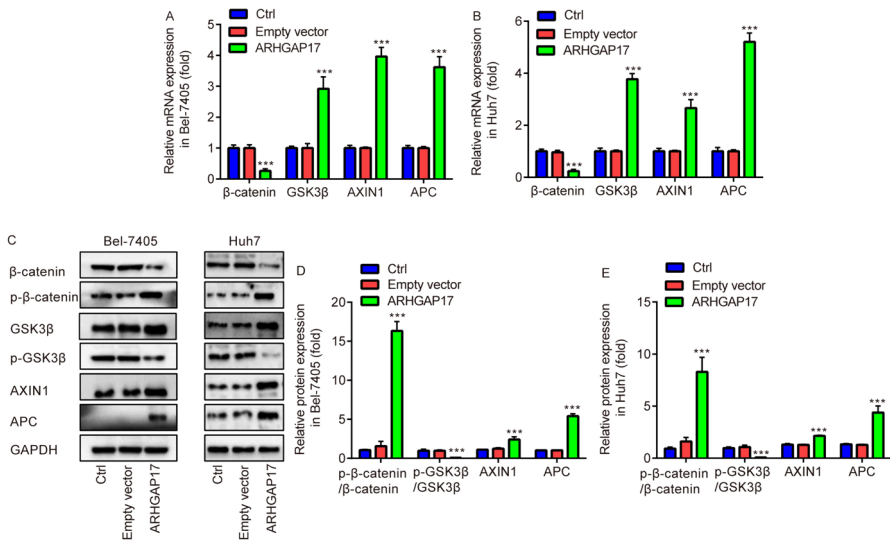 A
Ctrl
Empty vector
ARHGAP17
Relative mRNA expression
in Bel-7405 (fold)
5
4
3
2
1
0
***
***
***
***
β-catenin GSK3β AXIN1 APC
B
Ctrl
Empty vector
ARHGAP17
Relative mRNA expression
in Huh7 (fold)
6
4
2
0
***
***
***
***
β-catenin GSK3β AXIN1 APC
C
Bel-7405 Huh7
β-catenin
p-β-catenin
GSK3β
p-GSK3β
AXIN1
APC
GAPDH
Ctrl
Empty vector
ARHGAP17
Ctrl
Empty vector
ARHGAP17
D
Ctrl
Empty vector
ARHGAP17
Relative protein expression
in Bel-7405 (fold)
20
15
10
5
0
***
***
***
***
p-β-catenin p-GSK3β AXIN1 APC
/β-catenin /GSK3β
E
Ctrl
Empty vector
ARHGAP17
Relative protein expression
in Huh7 (fold)
15
10
5
0
***
***
***
***
p-β-catenin p-GSK3β AXIN1 APC
/β-catenin /GSK3β